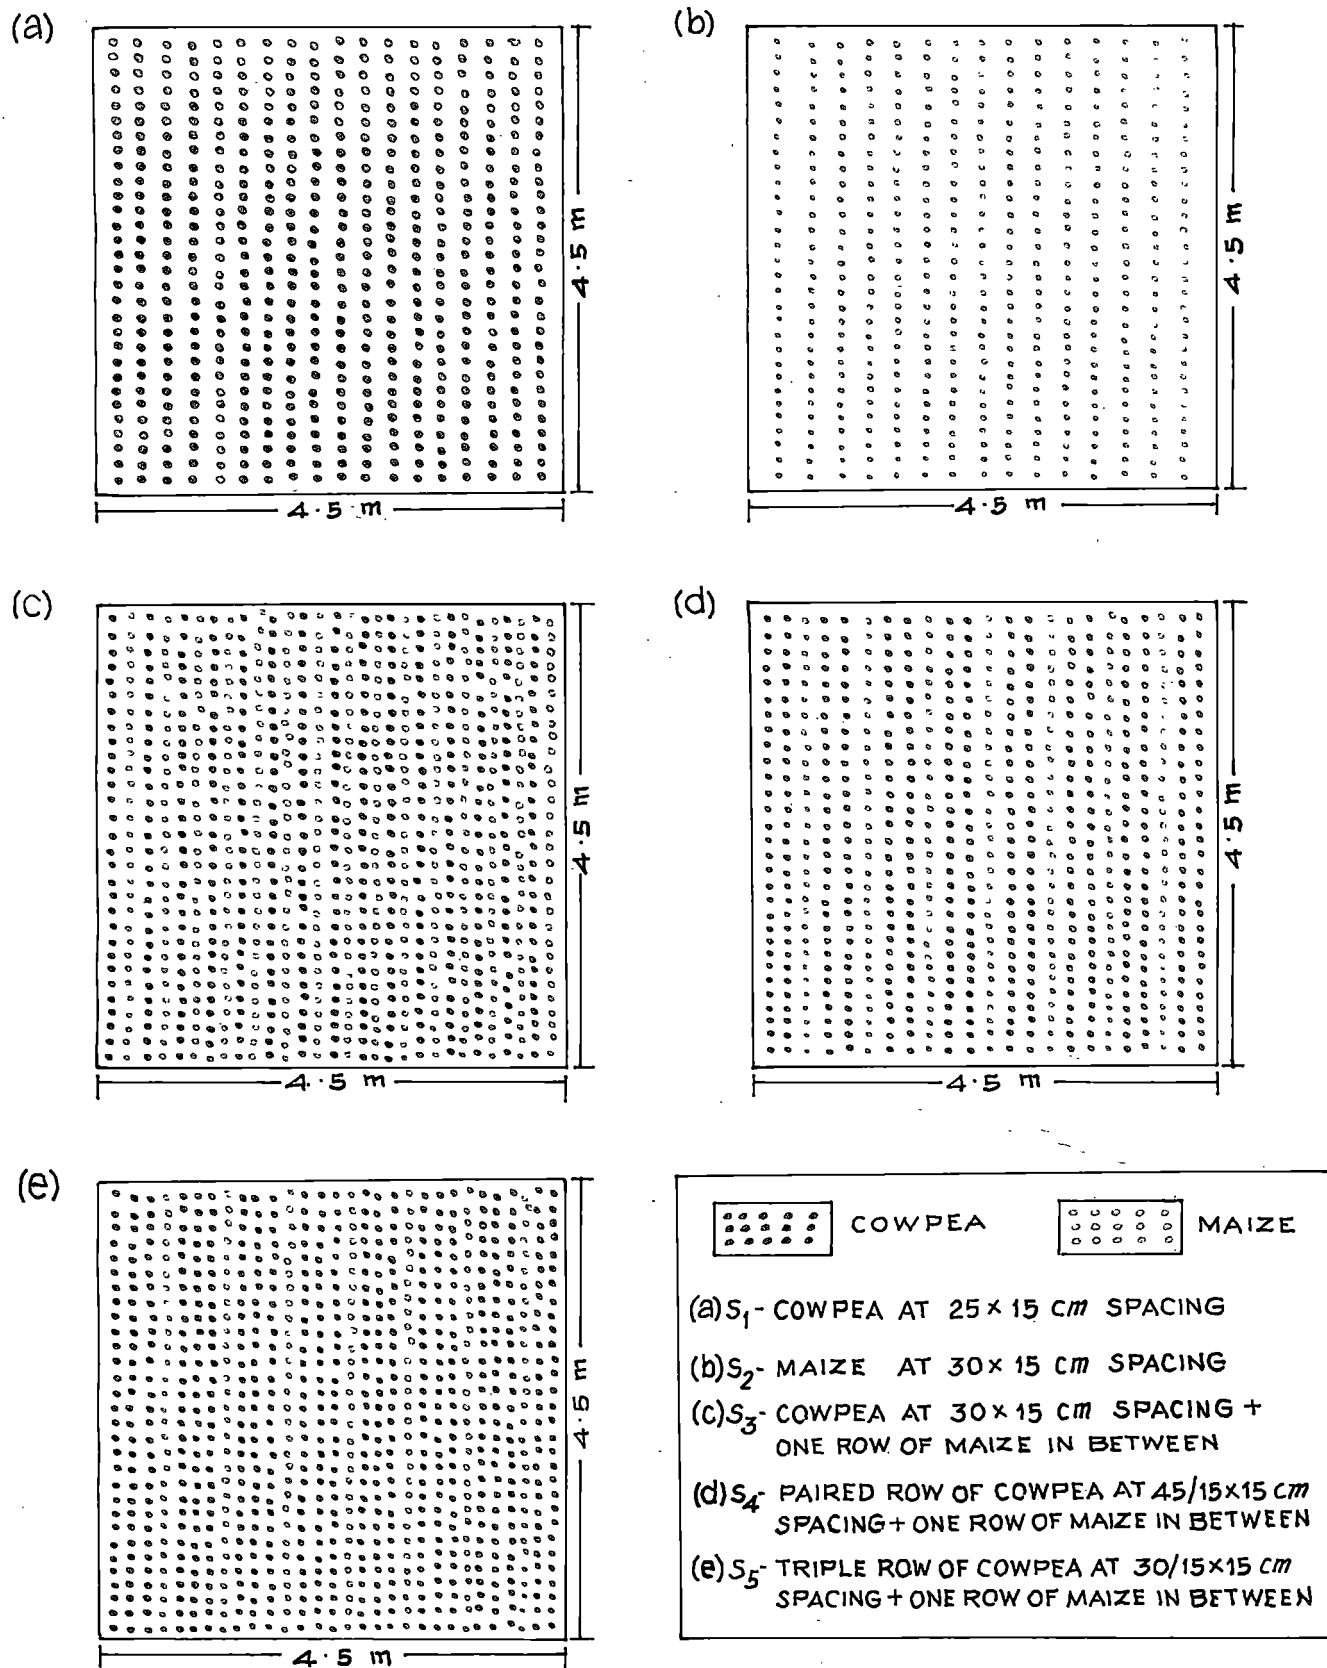 (a)
4.5 m
4.5 m
(b)
4.5 m
4.5 m
(c)
4.5 m
4.5 m
(d)
4.5 m
4.5 m
(e)
4.5 m
4.5 m
COWPEA
MAIZE
(a) S1- COWPEA AT 25 × 15 cm SPACING
(b) S2- MAIZE AT 30 × 15 cm SPACING
(c) S3- COWPEA AT 30 × 15 cm SPACING +
ONE ROW OF MAIZE IN BETWEEN
(d) S4- PAIRED ROW OF COWPEA AT 45/15×15 cm
SPACING + ONE ROW OF MAIZE IN BETWEEN
(e) S5- TRIPLE ROW OF COWPEA AT 30/15×15 cm
SPACING + ONE ROW OF MAIZE IN BETWEEN